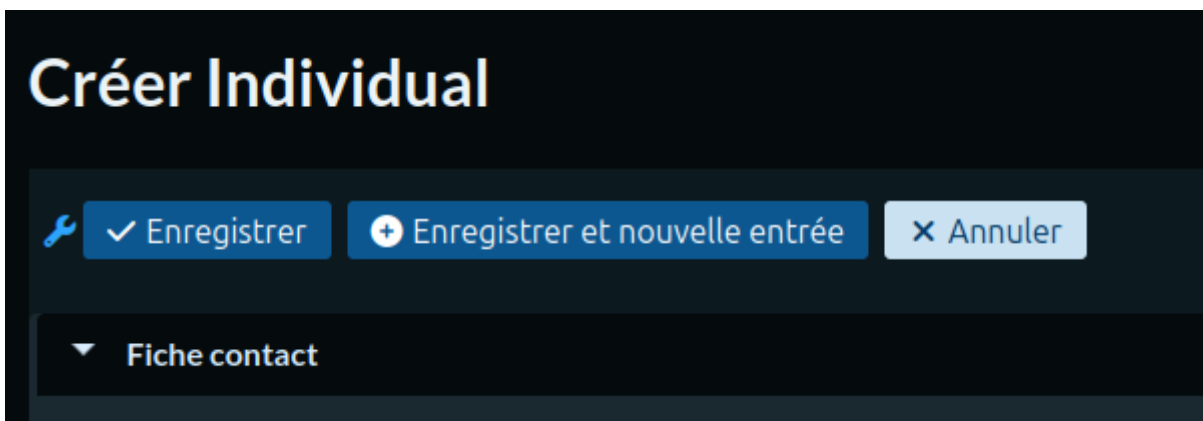 Créer Individual
Enregistrer Enregistrer et nouvelle entrée Annuler
Fiche contact